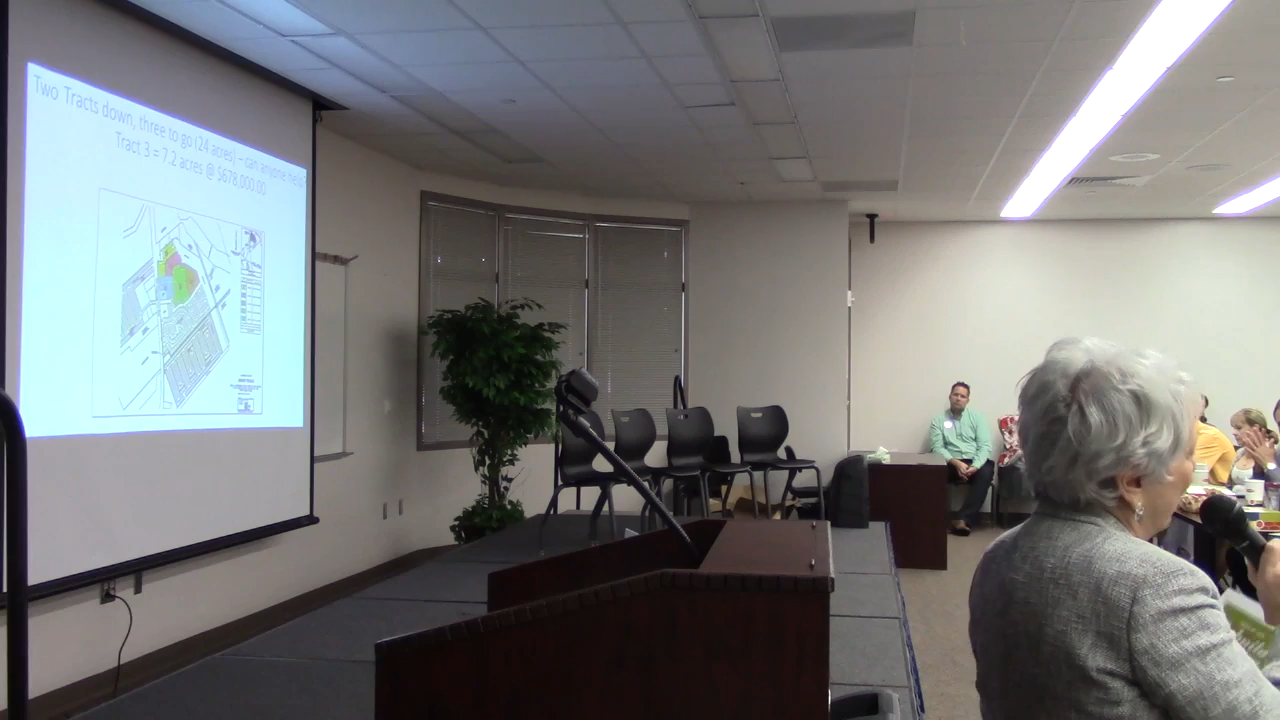 Two Tracts down, three to go (24 acres) – can anyone help?
Tract 3 = 7.2 acres @ $678,000.00